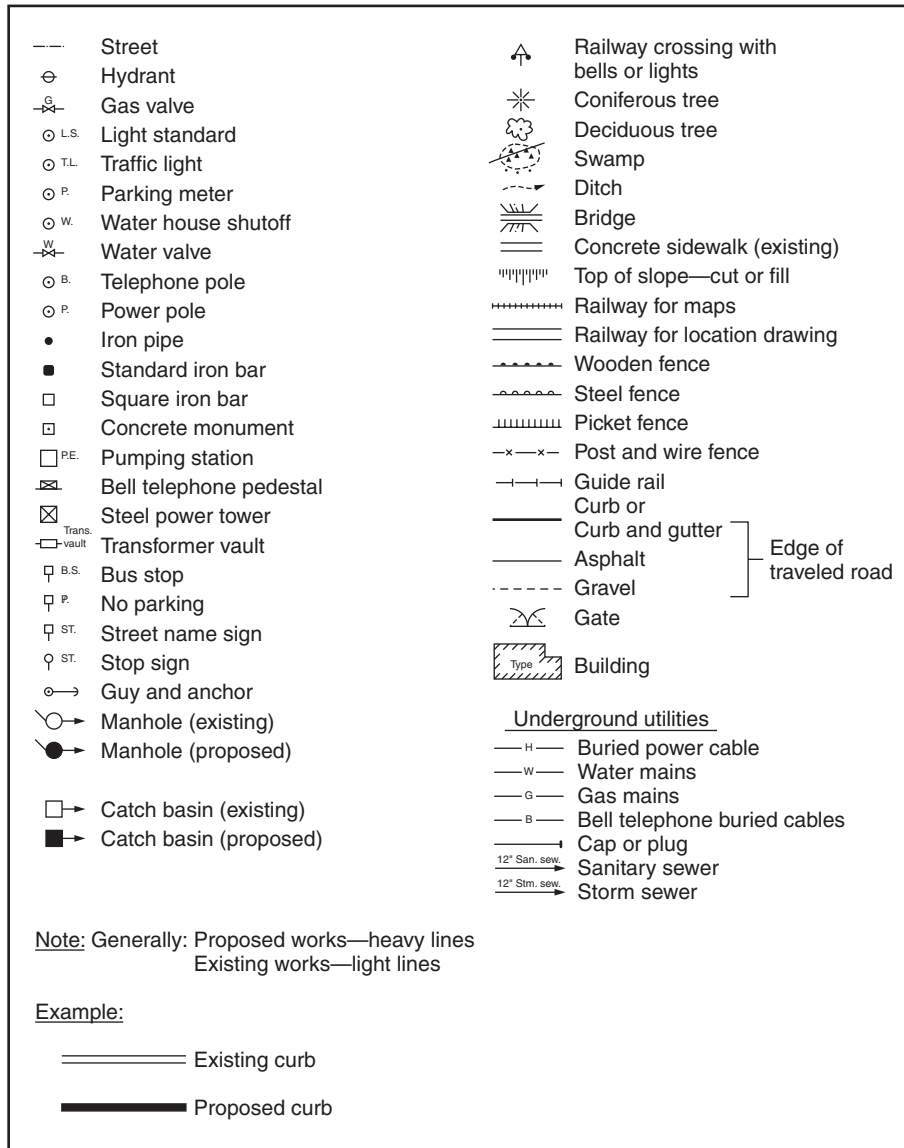 Street
Hydrant
G
Gas valve
L.S. Light standard
T.L. Traffic light
P. Parking meter
W. Water house shutoff
W
Water valve
B. Telephone pole
P. Power pole
Iron pipe
Standard iron bar
Square iron bar
Concrete monument
P.E. Pumping station
Bell telephone pedestal
Steel power tower
Trans.
vault Transformer vault
B.S. Bus stop
P. No parking
ST. Street name sign
ST. Stop sign
Guy and anchor
Manhole (existing)
Manhole (proposed)
Catch basin (existing)
Catch basin (proposed)
Railway crossing with
bells or lights
Coniferous tree
Deciduous tree
Swamp
Ditch
Bridge
Concrete sidewalk (existing)
Top of slope—cut or fill
Railway for maps
Railway for location drawing
Wooden fence
Steel fence
Picket fence
Post and wire fence
Guide rail
Curb or
Curb and gutter
Asphalt
Gravel
Edge of
traveled road
Gate
Type Building
Underground utilities
H Buried power cable
W Water mains
G Gas mains
B Bell telephone buried cables
Cap or plug
12" San. sew. Sanitary sewer
12" Stm. sew. Storm sewer
Note: Generally: Proposed works—heavy lines
Existing works—light lines
Example:
Existing curb
Proposed curb